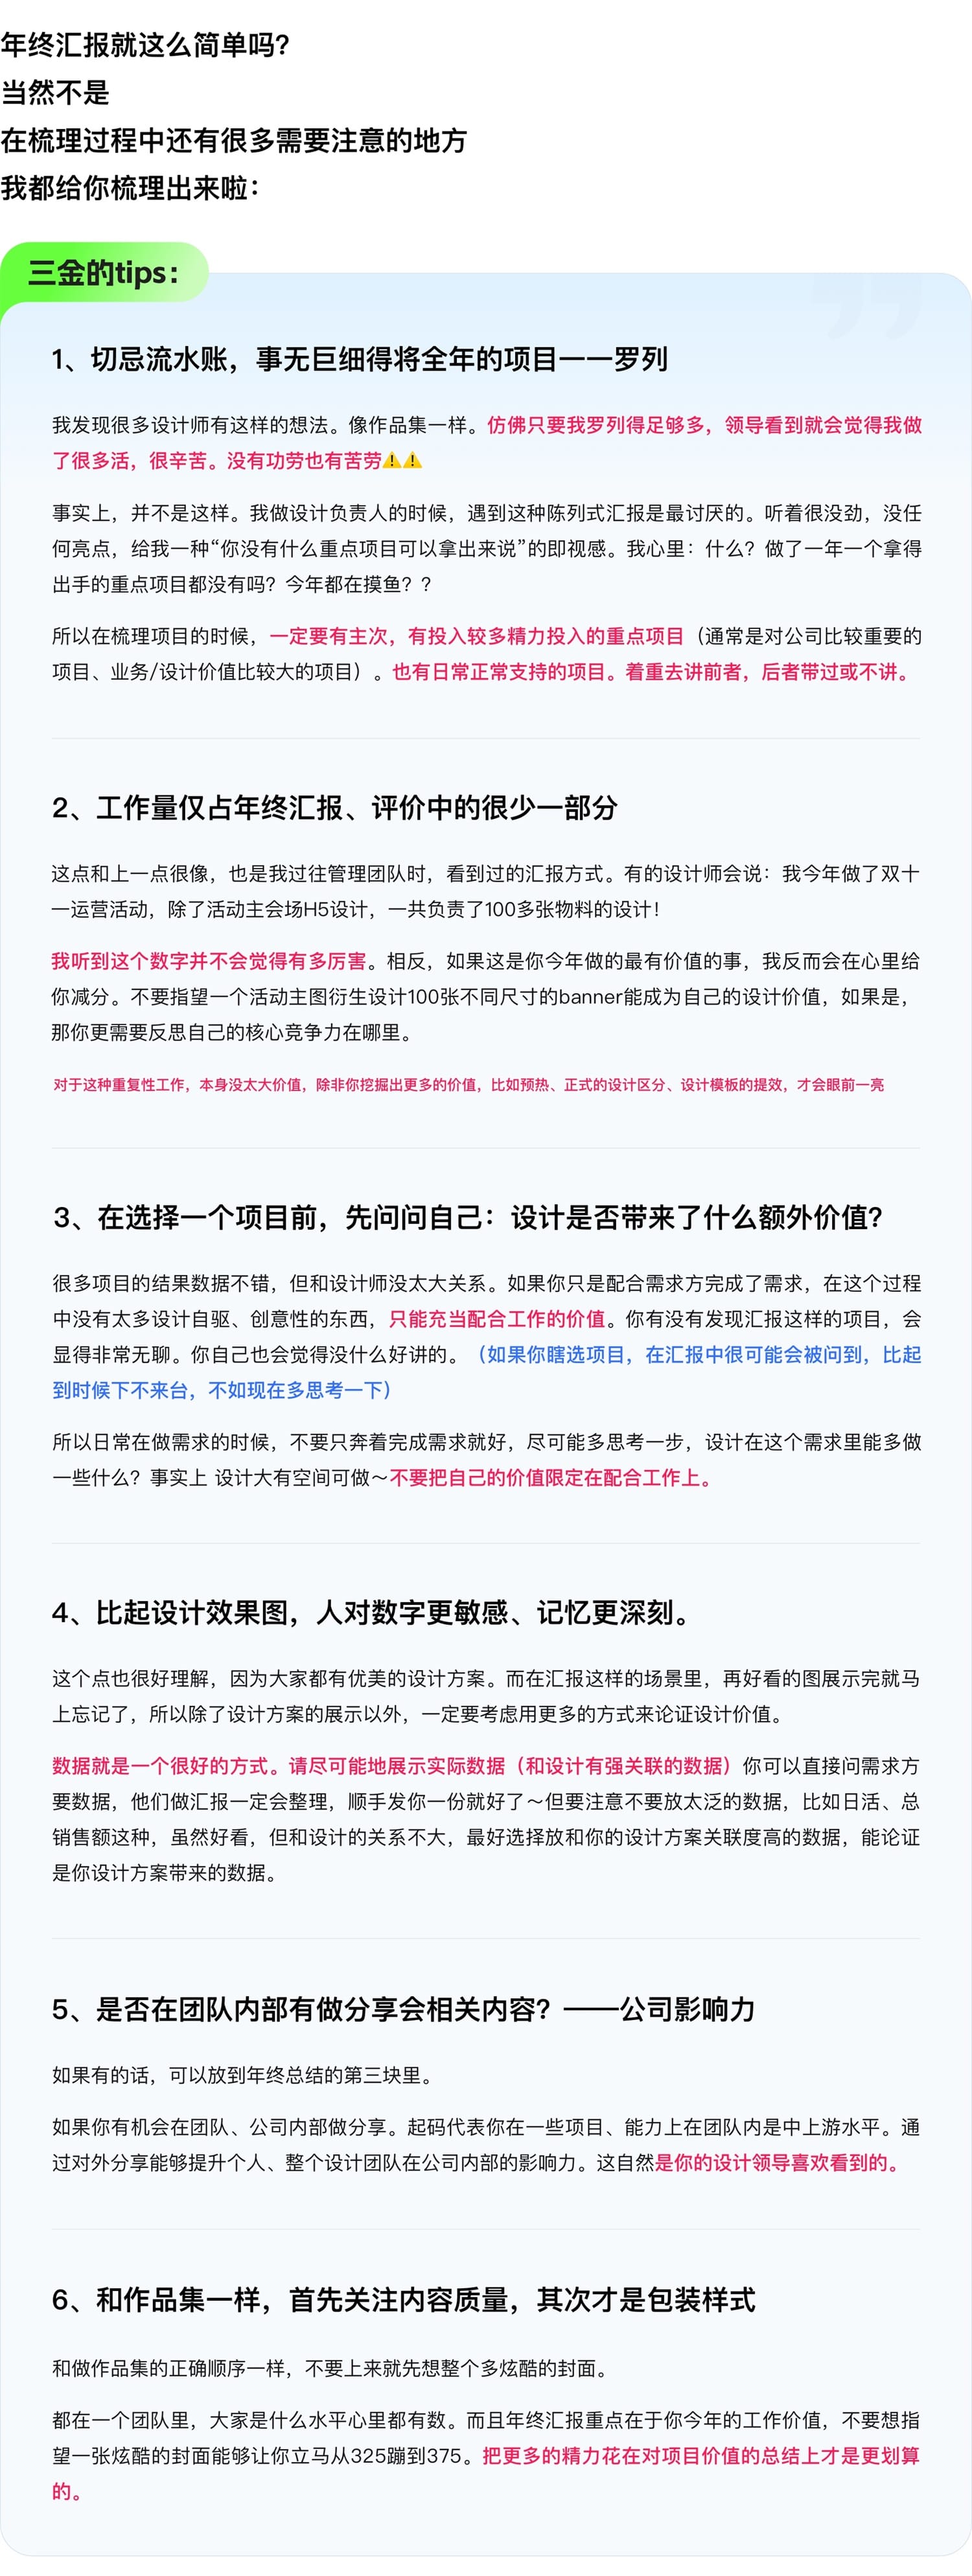 年终汇报就这么简单吗？
当然不是
在梳理过程中还有很多需要注意的地方
我都给你梳理出来啦：
三金的tips：
1、切忌流水账，事无巨细得将全年的项目一一罗列
我发现很多设计师有这样的想法。像作品集一样。仿佛只要我罗列得足够多，领导看到就会觉得我做
了很多活，很辛苦。没有功劳也有苦劳⚠️⚠️
事实上，并不是这样。我做设计负责人的时候，遇到这种陈列式汇报是最讨厌的。听着很没劲，没任
何亮点，给我一种“你没有什么重点项目可以拿出来说”的即视感。我心里：什么？做了一年一个拿得
出手的重点项目都没有吗？今年都在摸鱼？？
所以在梳理项目的时候，一定要有主次，有投入较多精力投入的重点项目（通常是对公司比较重要的
项目、业务/设计价值比较大的项目）。也有日常正常支持的项目。着重去讲前者，后者带过或不讲。
2、工作量仅占年终汇报、评价中的很少一部分
这点和上一点很像，也是我过往管理团队时，看到过的汇报方式。有的设计师会说：我今年做了双十
一运营活动，除了活动主会场H5设计，一共负责了100多张物料的设计！
我听到这个数字并不会觉得有多厉害。相反，如果这是你今年做的最有价值的事，我反而会在心里给
你减分。不要指望一个活动主图衍生设计100张不同尺寸的banner能成为自己的设计价值，如果是，
那你更需要反思自己的核心竞争力在哪里。
对于这种重复性工作，本身没太大价值，除非你挖掘出更多的价值，比如预热、正式的设计区分、设计模板的提效，才会眼前一亮
3、在选择一个项目前，先问问自己：设计是否带来了什么额外价值？
很多项目的结果数据不错，但和设计师没太大关系。如果你只是配合需求方完成了需求，在这个过程
中没有太多设计自驱、创意性的东西，只能充当配合工作的价值。你有没有发现汇报这样的项目，会
显得非常无聊。你自己也会觉得没什么好讲的。（如果你瞎选项目，在汇报中很可能会被问到，比起
到时候下不来台，不如现在多思考一下）
所以日常在做需求的时候，不要只奔着完成需求就好，尽可能多思考一步，设计在这个需求里能多做
一些什么？事实上 设计大有空间可做～不要把自己的价值限定在配合工作上。
4、比起设计效果图，人对数字更敏感、记忆更深刻。
这个点也很好理解，因为大家都有优美的设计方案。而在汇报这样的场景里，再好看的图展示完就马
上忘记了，所以除了设计方案的展示以外，一定要考虑用更多的方式来论证设计价值。
数据就是一个很好的方式。请尽可能地展示实际数据（和设计有强关联的数据）你可以直接问需求方
要数据，他们做汇报一定会整理，顺手发你一份就好了～但要注意不要放太泛的数据，比如日活、总
销售额这种，虽然好看，但和设计的关系不大，最好选择放和你的设计方案关联度高的数据，能论证
是你设计方案带来的数据。
5、是否在团队内部有做分享会相关内容？——公司影响力
如果有的话，可以放到年终总结的第三块里。
如果你有机会在团队、公司内部做分享。起码代表你在一些项目、能力上在团队内是中上游水平。通
过对外分享能够提升个人、整个设计团队在公司内部的影响力。这自然是你的设计领导喜欢看到的。
6、和作品集一样，首先关注内容质量，其次才是包装样式
和做作品集的正确顺序一样，不要上来就先想整个多炫酷的封面。
都在一个团队里，大家是什么水平心里都有数。而且年终汇报重点在于你今年的工作价值，不要想指
望一张炫酷的封面能够让你立马从325蹦到375。把更多的精力花在对项目价值的总结上才是更划算
的。